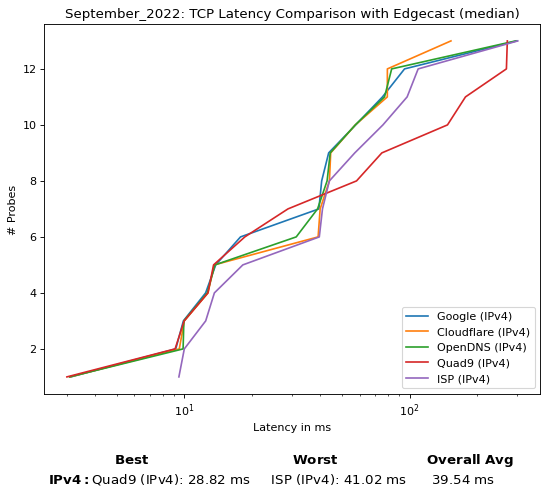 September_2022: TCP Latency Comparison with Edgecast (median)
12
10
8
6
4
2
# Probes
Google (IPv4)
Cloudflare (IPv4)
OpenDNS (IPv4)
Quad9 (IPv4)
ISP (IPv4)
10¹ 10²
Latency in ms
Best Worst Overall Avg
IPv4: Quad9 (IPv4): 28.82 ms ISP (IPv4): 41.02 ms 39.54 ms